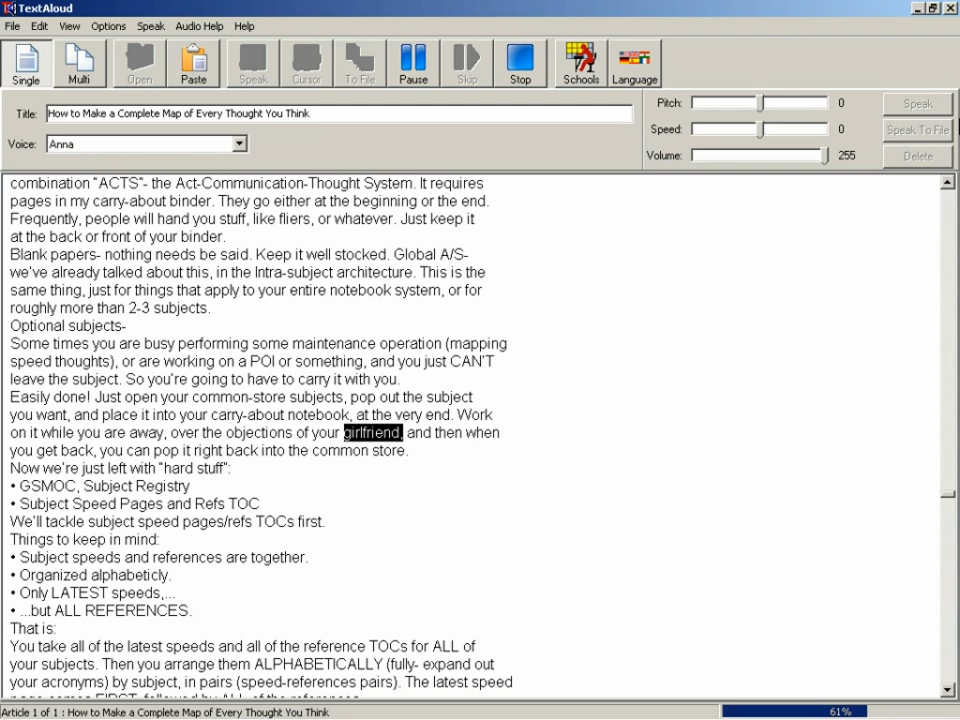 TextAloud
File Edit View Options Speak Audio Help Help
Single Multi Open Paste Speak Cursor To File Pause Skip Stop Schools Language
Title: How to Make a Complete Map of Every Thought You Think
Voice: Anna
Pitch: 0 Speak
Speed: 0 Speak To File
Volume: 255 Delete
combination "ACTS"- the Act-Communication-Thought System. It requires
pages in my carry-about binder. They go either at the beginning or the end.
Frequently, people will hand you stuff, like fliers, or whatever. Just keep it
at the back or front of your binder.
Blank papers- nothing needs be said. Keep it well stocked. Global A/S-
we've already talked about this, in the Intra-subject architecture. This is the
same thing, just for things that apply to your entire notebook system, or for
roughly more than 2-3 subjects.
Optional subjects-
Some times you are busy performing some maintenance operation (mapping
speed thoughts), or are working on a POI or something, and you just CAN'T
leave the subject. So you're going to have to carry it with you.
Easily done! Just open your common-store subjects, pop out the subject
you want, and place it into your carry-about notebook, at the very end. Work
on it while you are away, over the objections of your girlfriend, and then when
you get back, you can pop it right back into the common store.
Now we're just left with "hard stuff":
• GSMOC, Subject Registry
• Subject Speed Pages and Refs TOC
We'll tackle subject speed pages/refs TOCs first.
Things to keep in mind:
• Subject speeds and references are together.
• Organized alphabeticly.
• Only LATEST speeds,...
• ...but ALL REFERENCES.
That is:
You take all of the latest speeds and all of the reference TOCs for ALL of
your subjects. Then you arrange them ALPHABETICALLY (fully- expand out
your acronyms) by subject, in pairs (speed-references pairs). The latest speed
page comes FIRST, followed by ALL of the references
Article 1 of 1 : How to Make a Complete Map of Every Thought You Think 61%